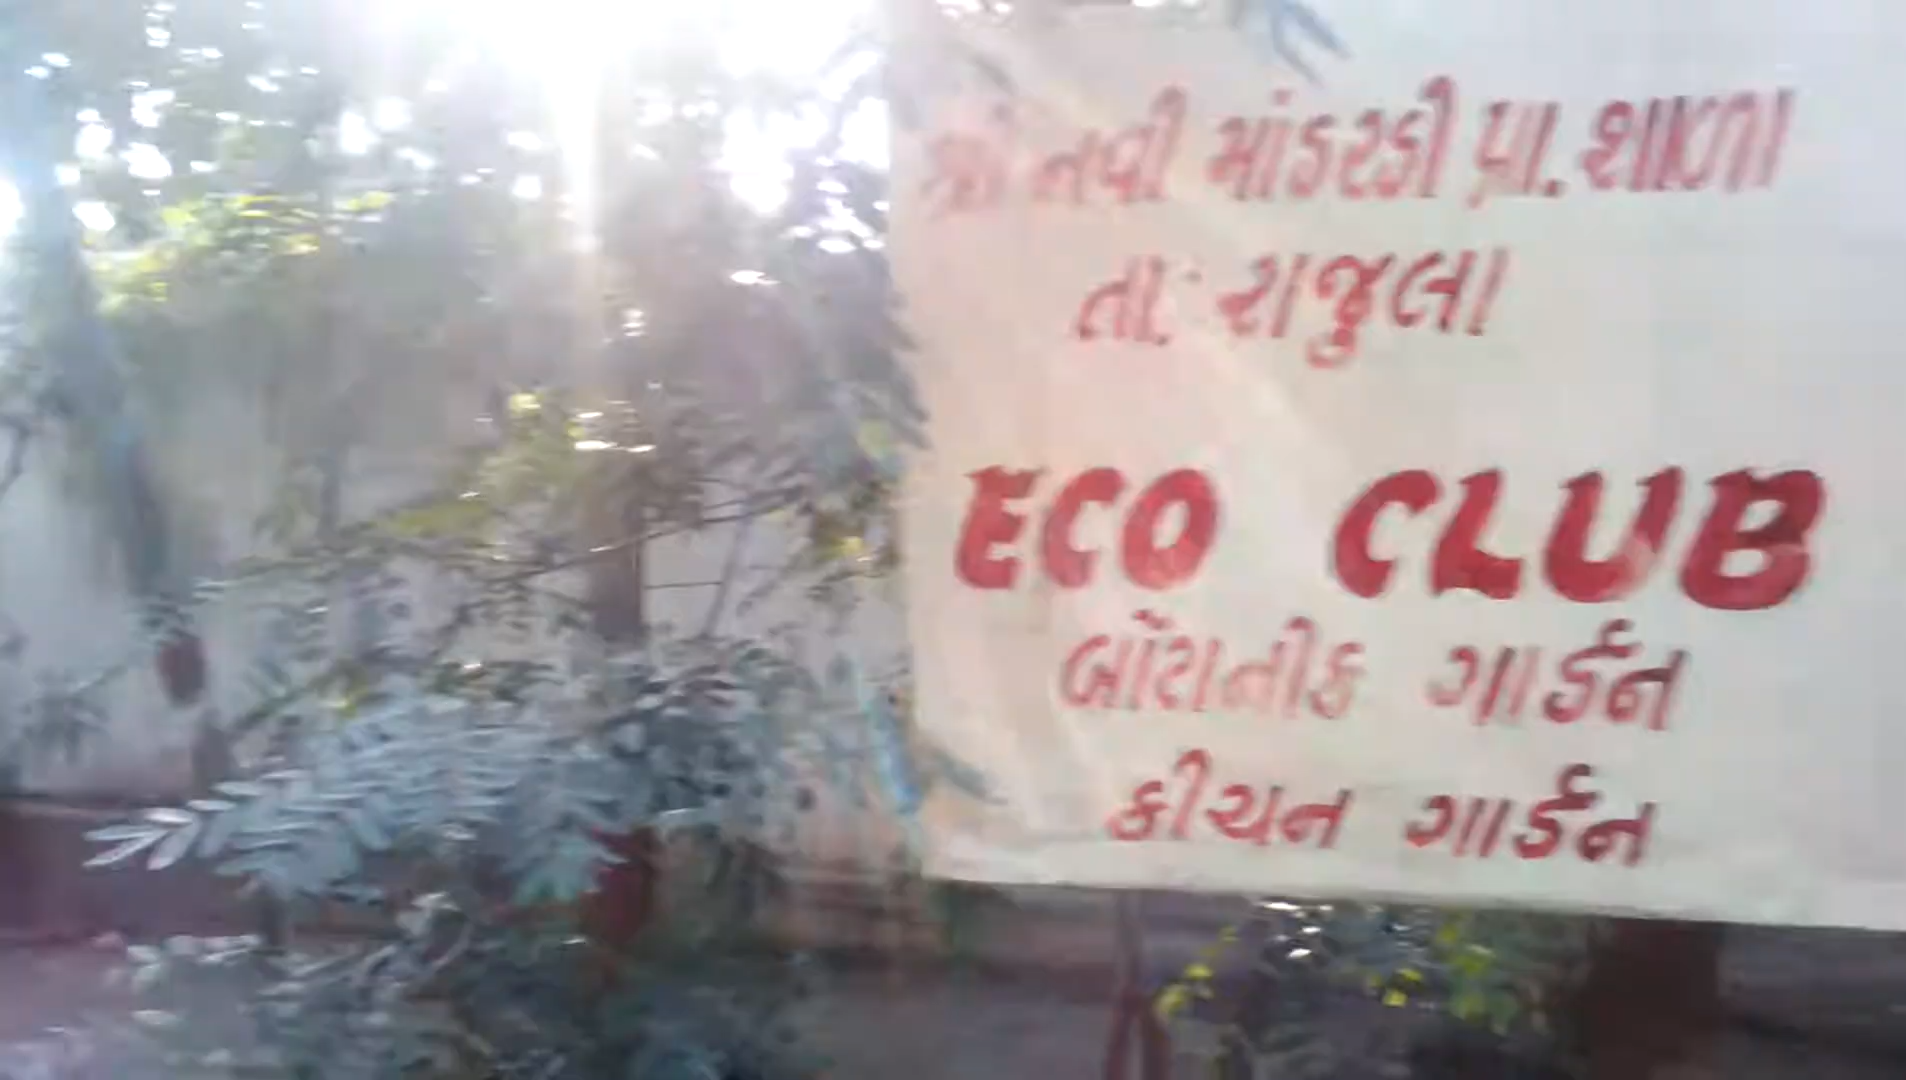 શ્રી નવી માંડરડી પ્રા. શાળા
તા. રાજુલા
ECO CLUB
બોટાનીક ગાર્ડન
કીચન ગાર્ડન